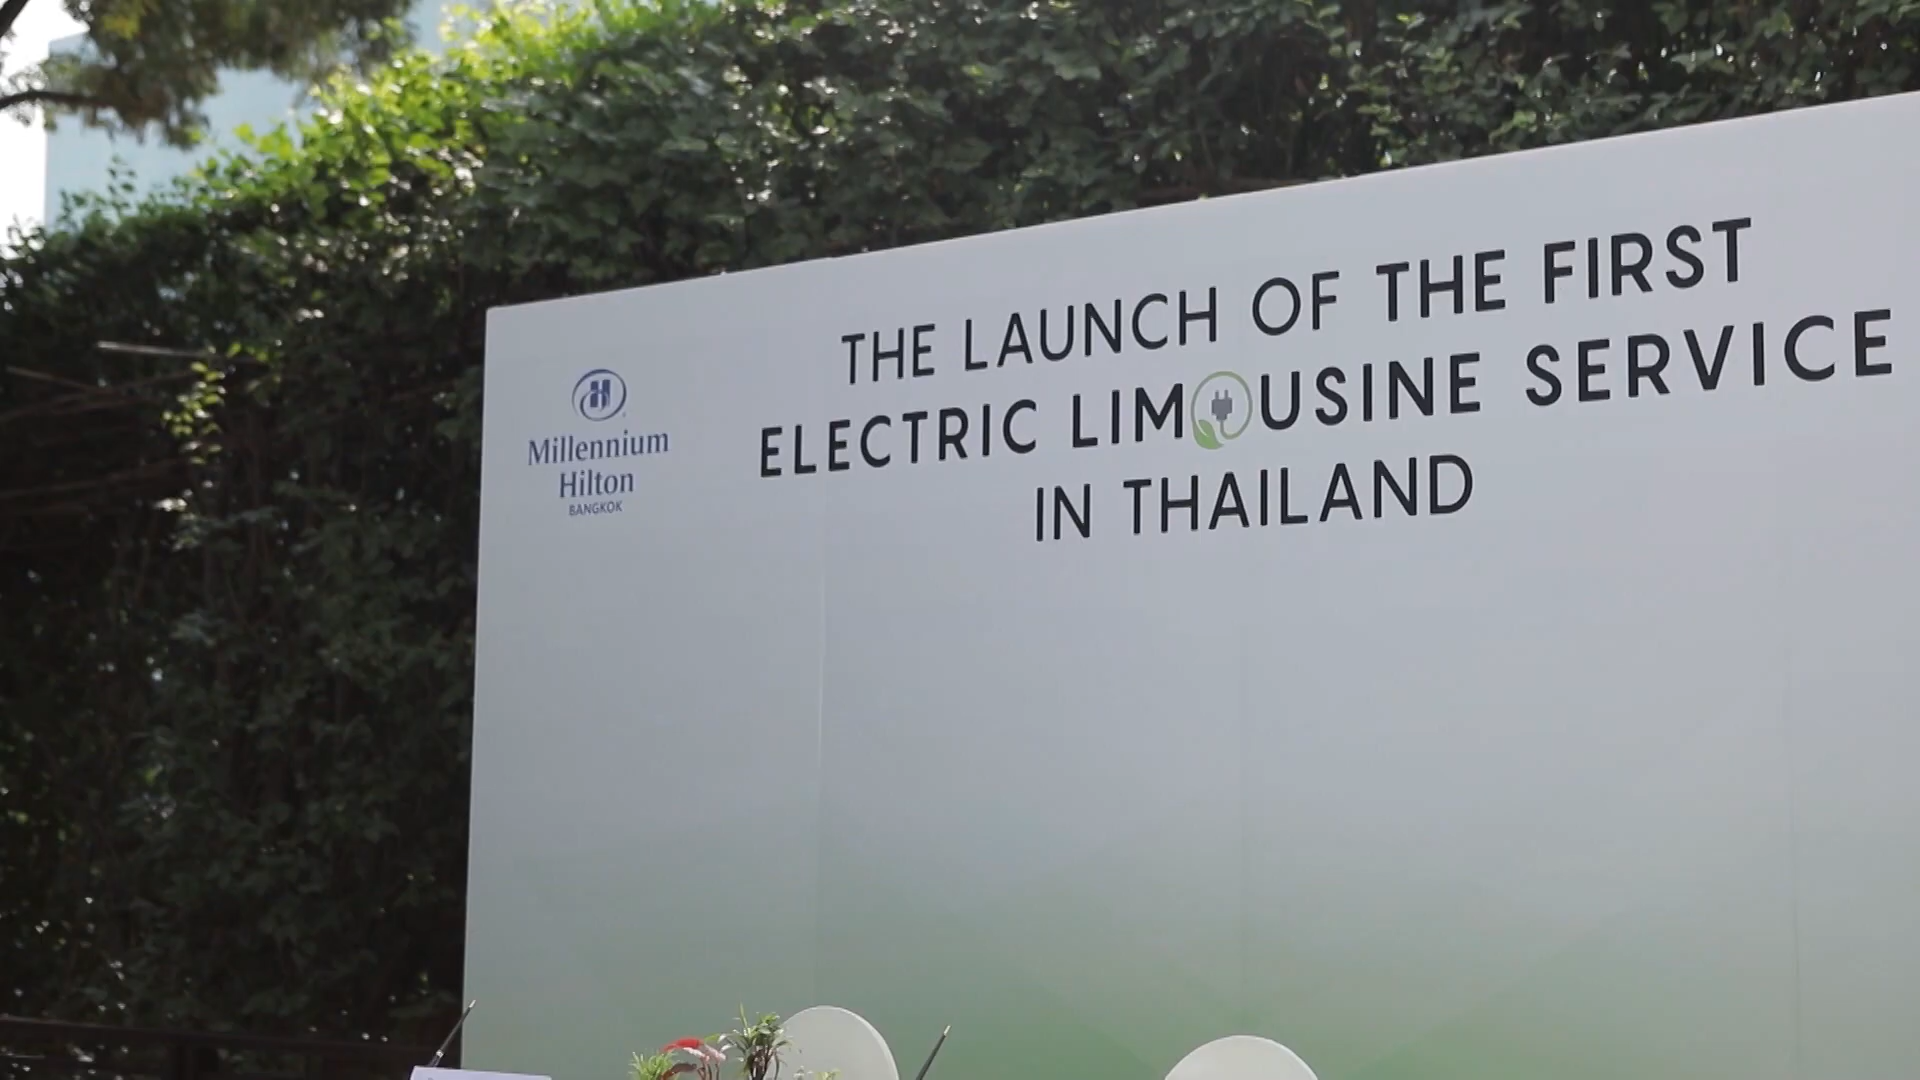 THE LAUNCH OF THE FIRST
ELECTRIC LIMOUSINE SERVICE
IN THAILAND
Millennium
Hilton
BANGKOK